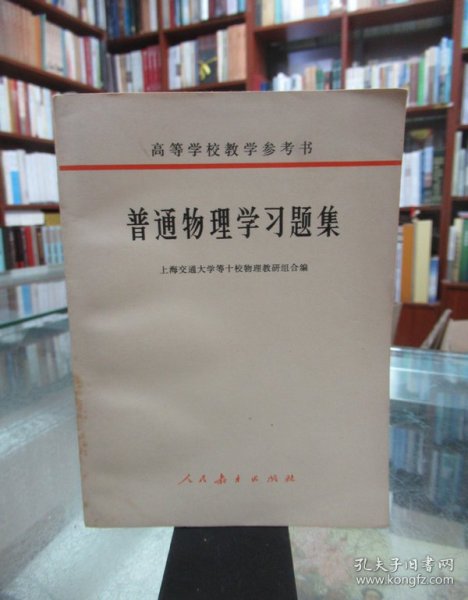 高等学校教学参考书
普通物理学习题集
上海交通大学等十校物理教研组合编
人民教育出版社
孔夫子旧书网
www.kongfz.com